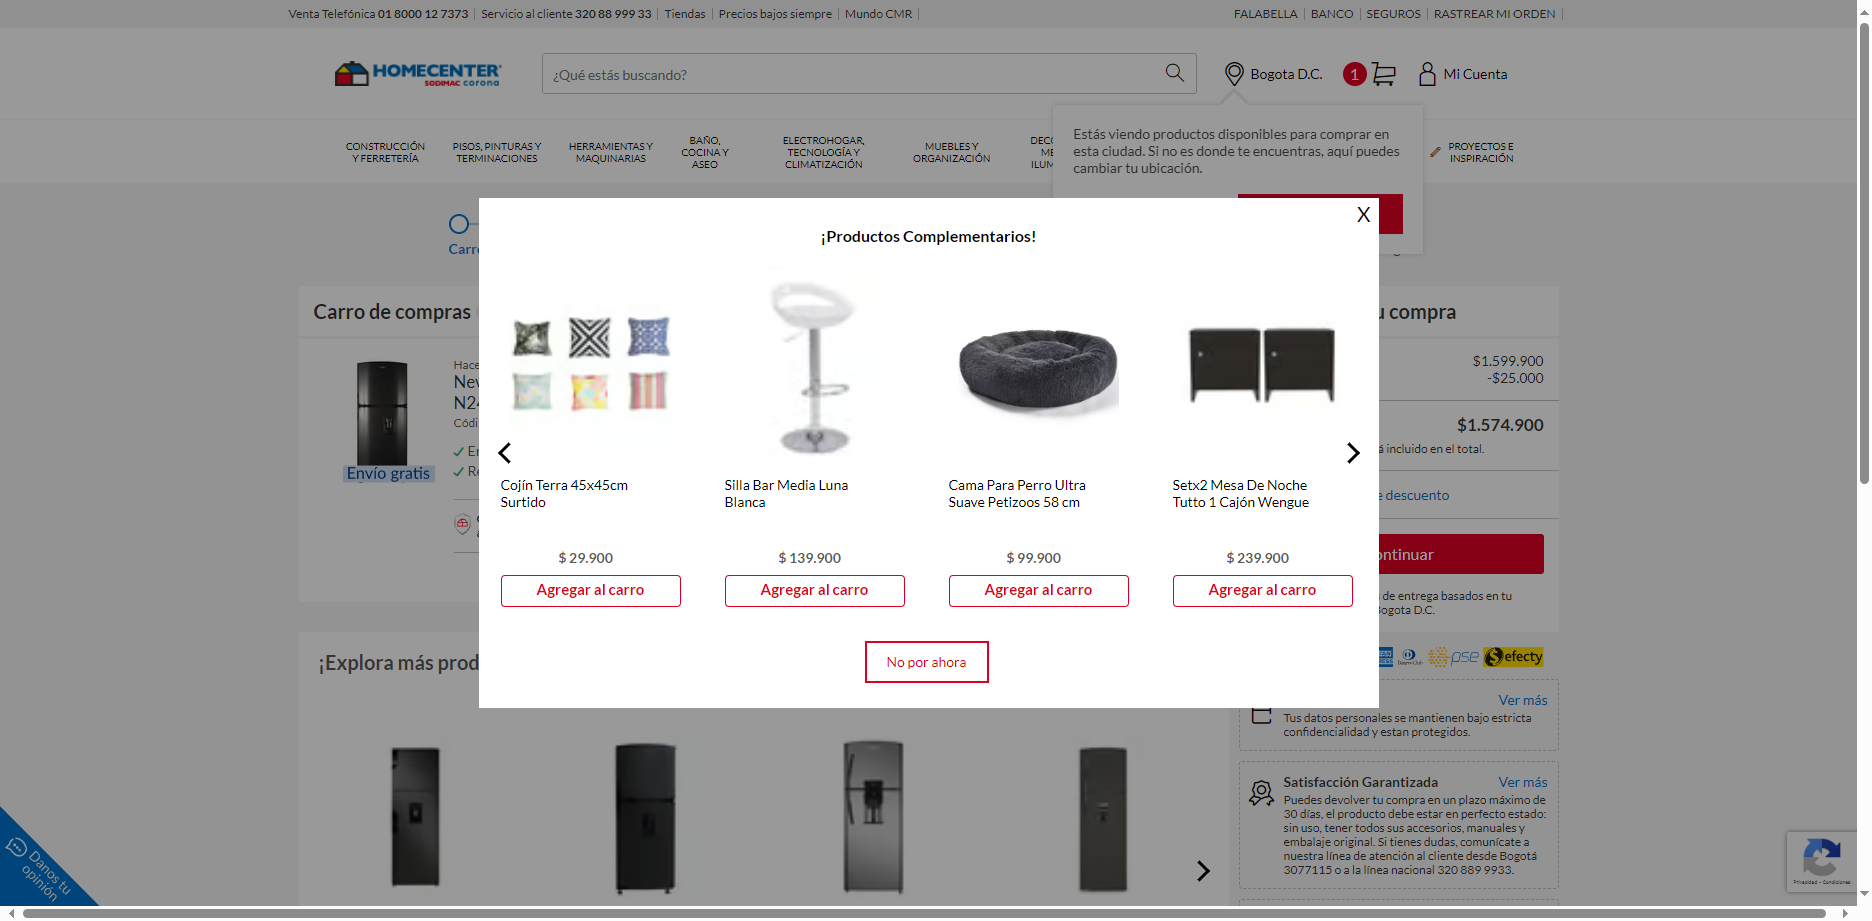 Venta Telefónica 01 8000 12 7373 | Servicio al cliente 320 88 999 33 | Tiendas | Precios bajos siempre | Mundo CMR |
FALABELLA | BANCO | SEGUROS | RASTREAR MI ORDEN |
HOMECENTER
SODIMAC corona
¿Qué estás buscando?
Bogota D.C.
1
Mi Cuenta
CONSTRUCCIÓN
Y FERRETERÍA
PISOS, PINTURAS Y
TERMINACIONES
HERRAMIENTAS Y
MAQUINARIAS
BAÑO,
COCINA Y
ASEO
ELECTROHOGAR,
TECNOLOGÍA Y
CLIMATIZACIÓN
MUEBLES Y
ORGANIZACIÓN
DECO
ME
ILUM
PROYECTOS E
INSPIRACIÓN
Estás viendo productos disponibles para comprar en
esta ciudad. Si no es donde te encuentras, aquí puedes
cambiar tu ubicación.
Carro
X
¡Productos Complementarios!
Cojín Terra 45x45cm
Surtido
$ 29.900
Agregar al carro
Silla Bar Media Luna
Blanca
$ 139.900
Agregar al carro
Cama Para Perro Ultra
Suave Petizoos 58 cm
$ 99.900
Agregar al carro
Setx2 Mesa De Noche
Tutto 1 Cajón Wengue
$ 239.900
Agregar al carro
No por ahora
Carro de compras
Hace
Nev
N24
Códi
Envío gratis
En
Re
u compra
$1.599.900
-$25.000
$1.574.900
á incluido en el total.
e descuento
ontinuar
s de entrega basados en tu
Bogota D.C.
pse
efecty
¡Explora más prod
Ver más
Tus datos personales se mantienen bajo estricta
confidencialidad y estan protegidos.
Satisfacción Garantizada
Ver más
Puedes devolver tu compra en un plazo máximo de
30 días, el producto debe estar en perfecto estado:
sin uso, tener todos sus accesorios, manuales y
embalaje original. Si tienes dudas, comunícate a
nuestra línea de atención al cliente desde Bogotá
3077115 o a la línea nacional 320 889 9933.
Danos tu
opinión
Privacidad - Condiciones